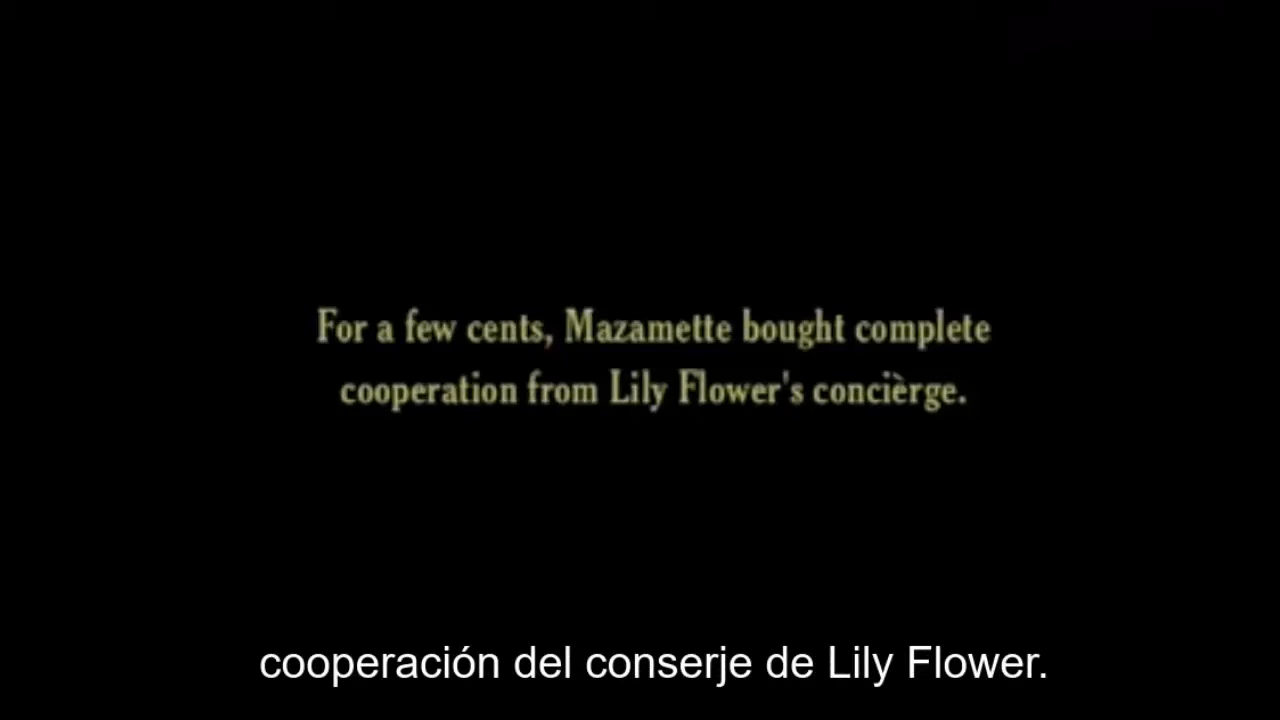 For a few cents, Mazamette bought complete
cooperation from Lily Flower's concièrge.
cooperación del conserje de Lily Flower.